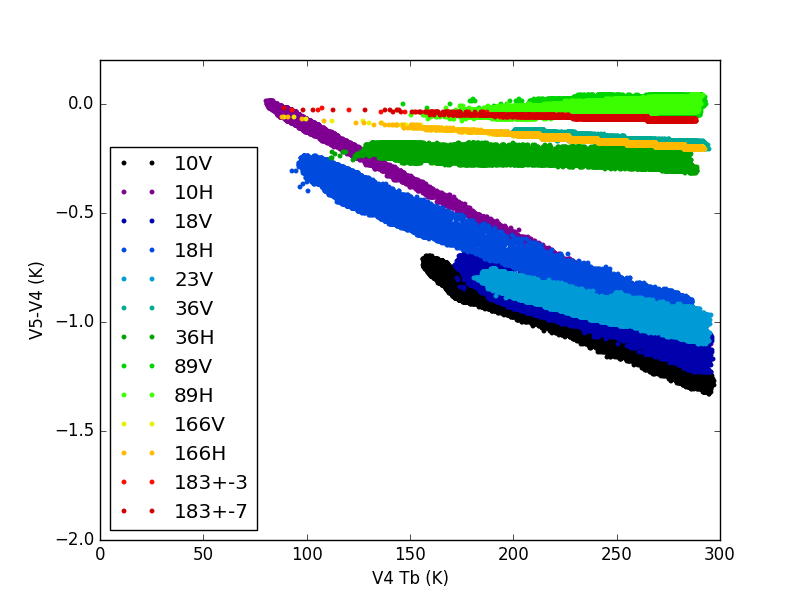 0.0
−0.5
−1.0
−1.5
−2.0
V5-V4 (K)
10V
10H
18V
18H
23V
36V
36H
89V
89H
166V
166H
183+-3
183+-7
0 50 100 150 200 250 300
V4 Tb (K)